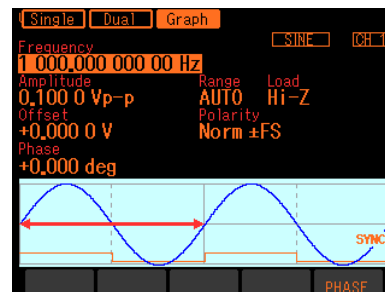 Single Dual Graph
SINE CH 1
Frequency
1 000.000 000 00 Hz
Amplitude Range Load
0.100 0 Vp-p AUTO Hi-Z
Offset Polarity
+0.000 0 V Norm ±FS
Phase
+0.000 deg
SYNC
PHASE